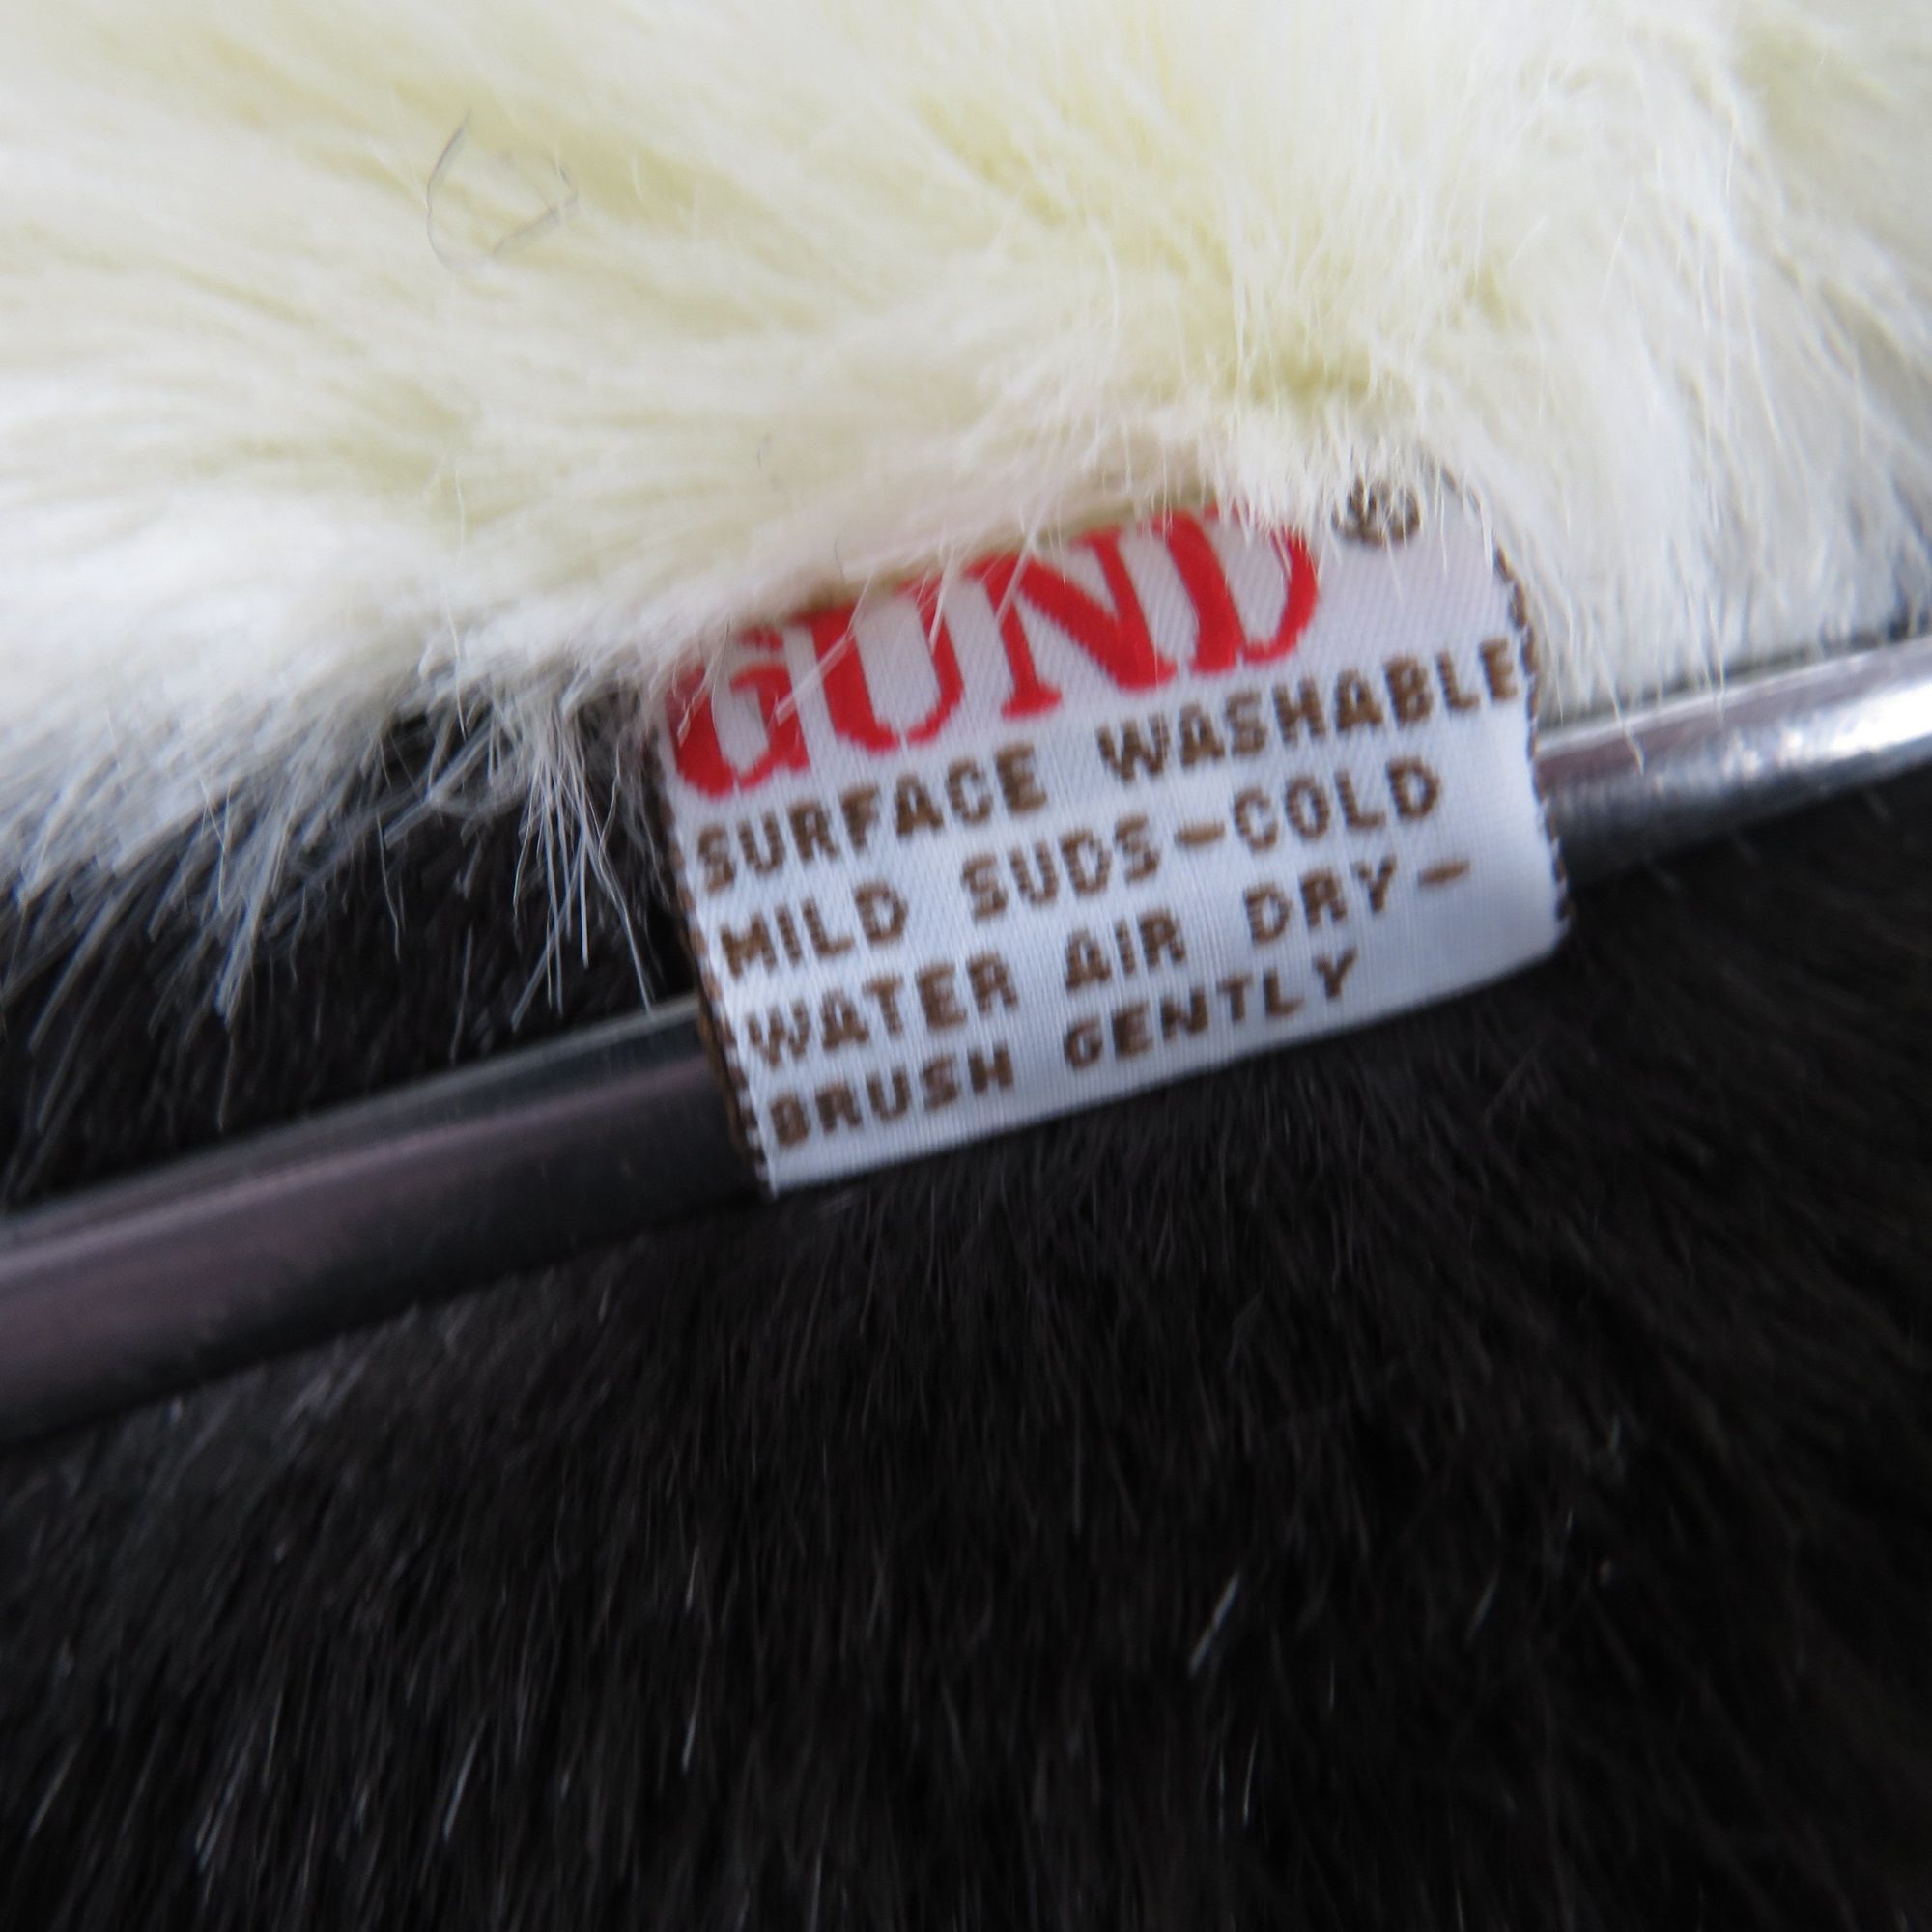 GUND®
SURFACE WASHABLE
MILD SUDS-COLD
WATER AIR DRY-
BRUSH GENTLY